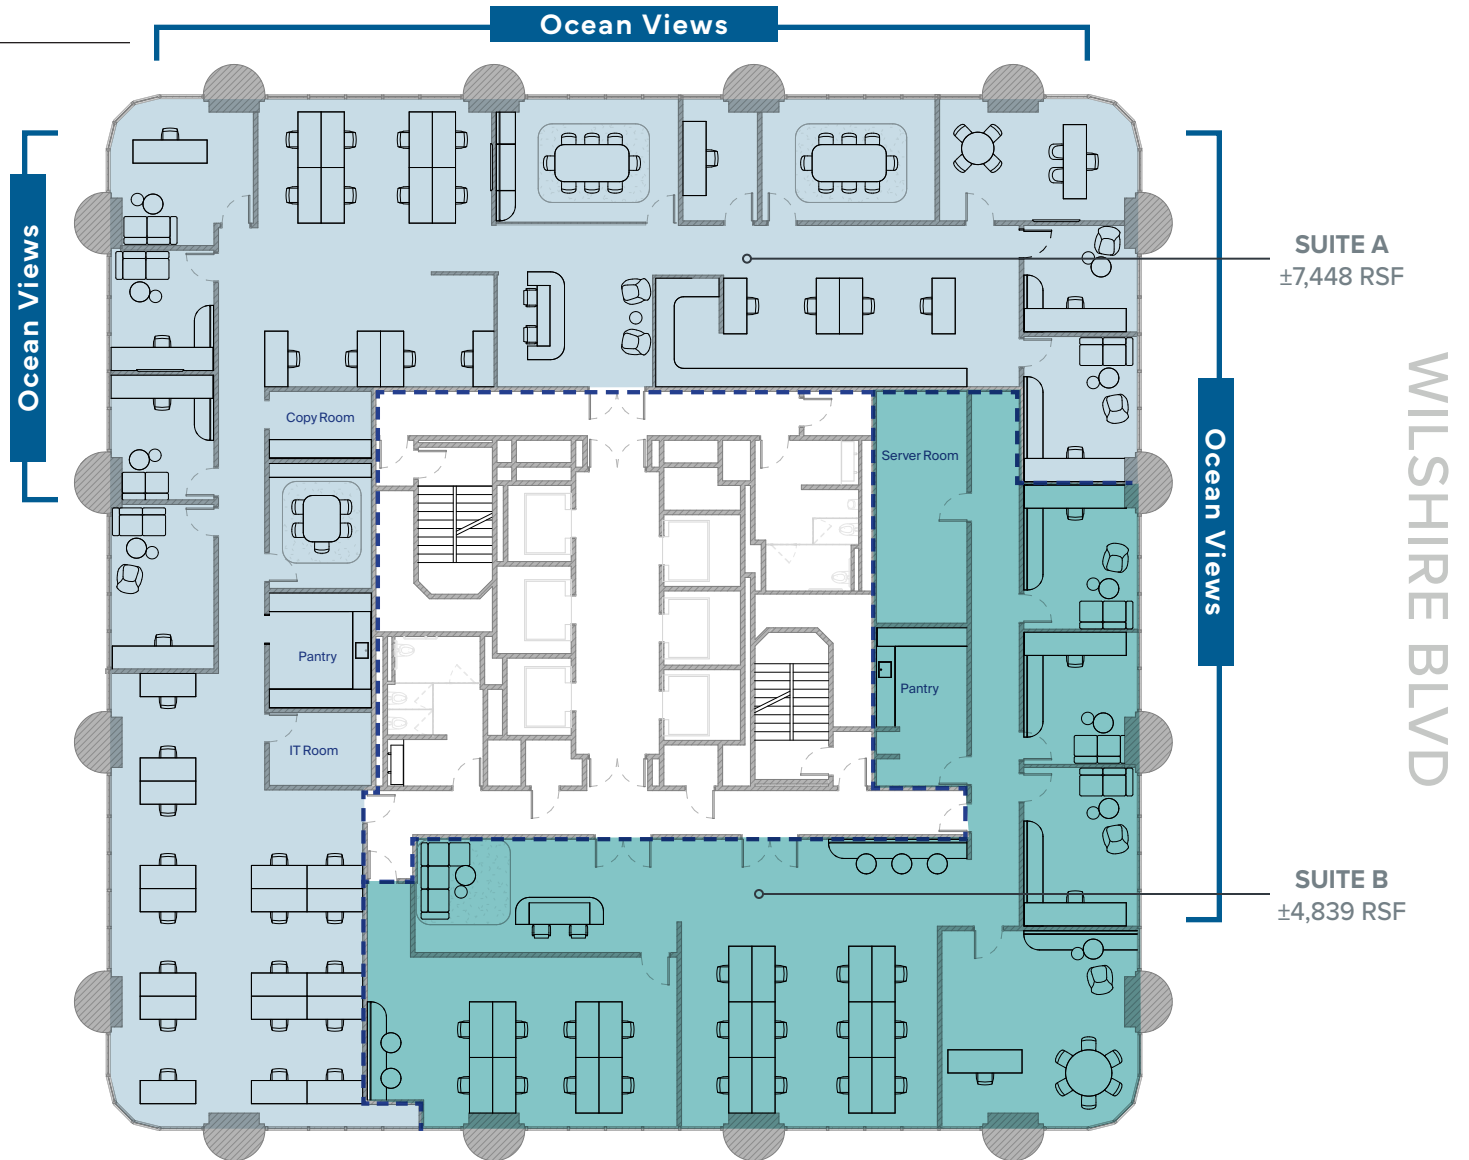 Ocean Views
SUITE A
±7,448 RSF
Ocean Views
WILSHIRE BLVD
Copy Room
Server Room
Ocean Views
Pantry
Pantry
IT Room
SUITE B
±4,839 RSF